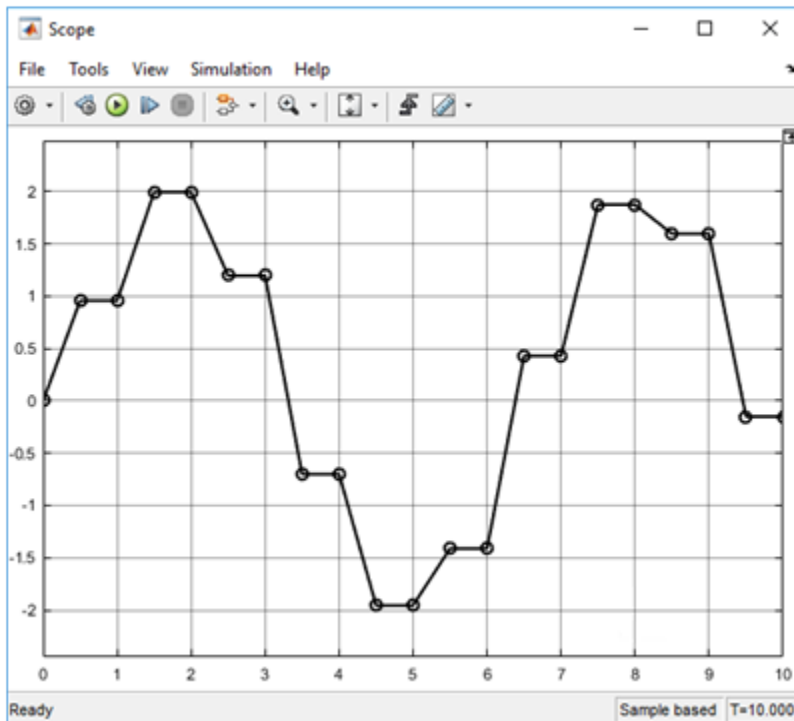 Scope
File Tools View Simulation Help
2
1.5
1
0.5
0
-0.5
-1
-1.5
-2
0 1 2 3 4 5 6 7 8 9 10
Ready Sample based T=10.000